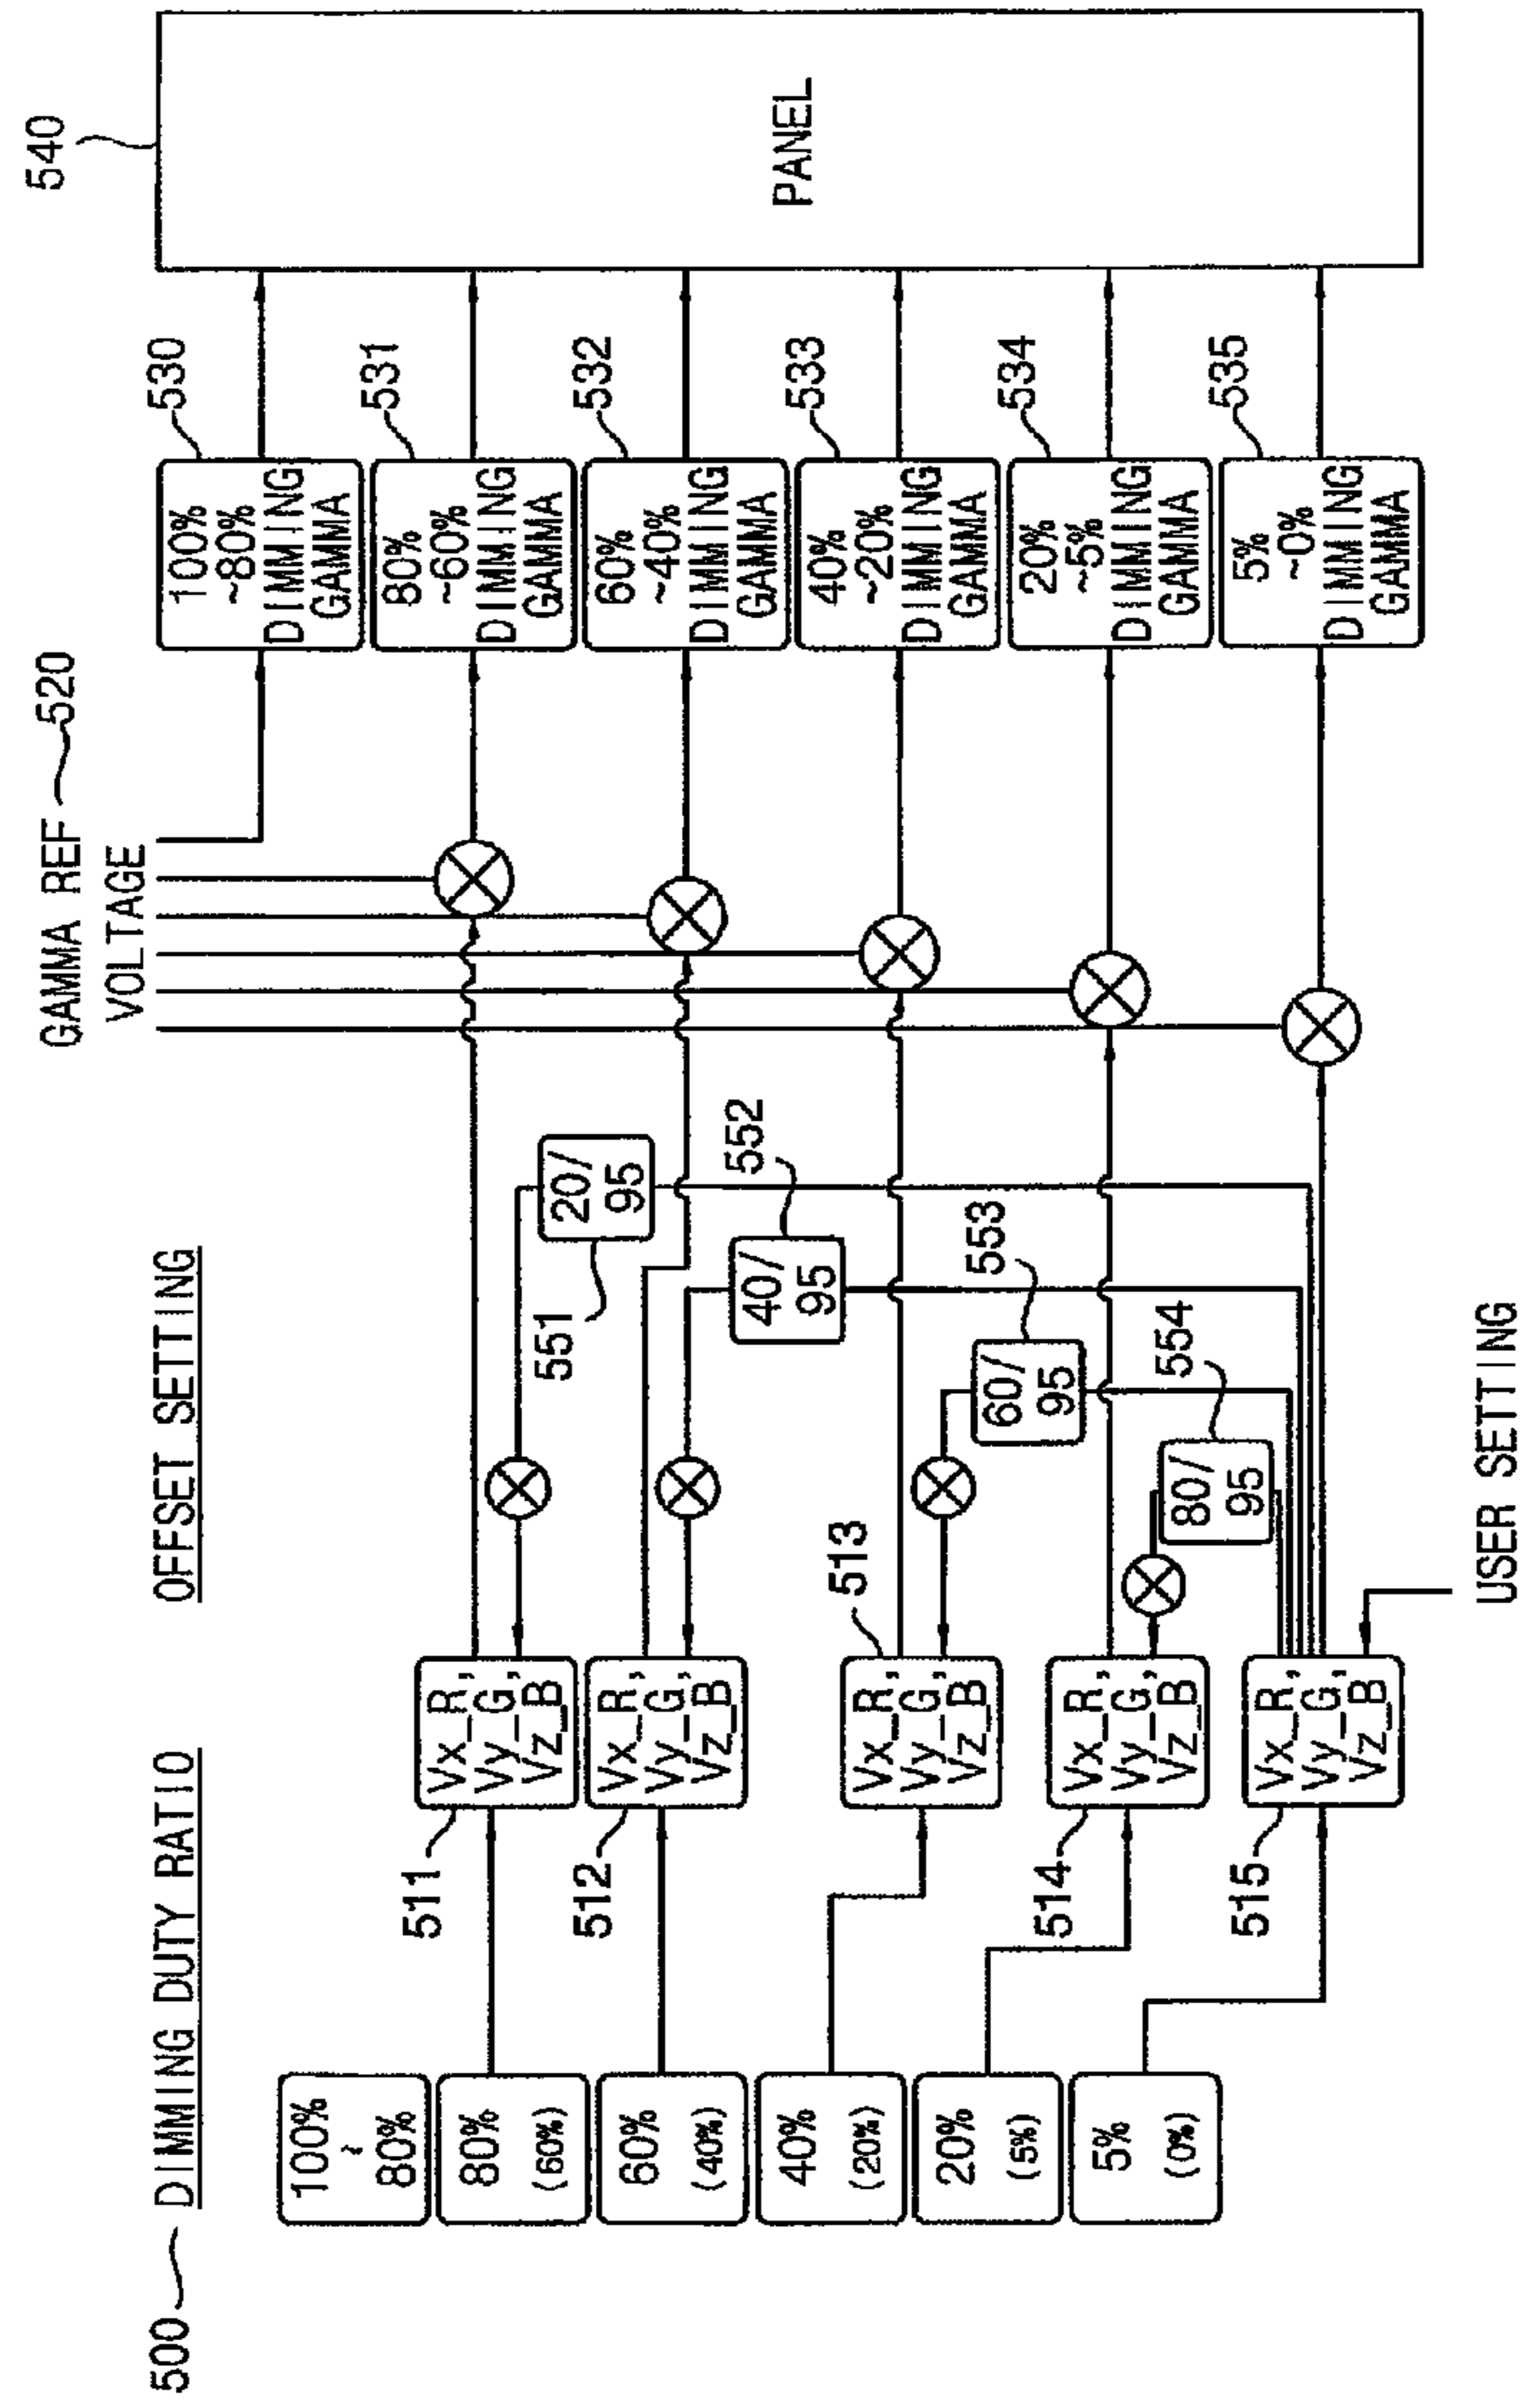 500
DIMMING DUTY RATIO
OFFSET SETTING
GAMMA REF
VOLTAGE
520
540
100%
~
80%
80%
(60%)
60%
(40%)
40%
(20%)
20%
(5%)
5%
(0%)
511
Vx_R,
Vy_G,
Vz_B
512
Vx_R,
Vy_G,
Vz_B
513
Vx_R,
Vy_G,
Vz_B
514
Vx_R,
Vy_G,
Vz_B
515
Vx_R,
Vy_G,
Vz_B
551
20/
95
552
40/
95
553
60/
95
554
80/
95
USER SETTING
530
100%
~80%
DIMMING
GAMMA
531
80%
~60%
DIMMING
GAMMA
532
60%
~40%
DIMMING
GAMMA
533
40%
~20%
DIMMING
GAMMA
534
20%
~5%
DIMMING
GAMMA
535
5%
~0%
DIMMING
GAMMA
PANEL